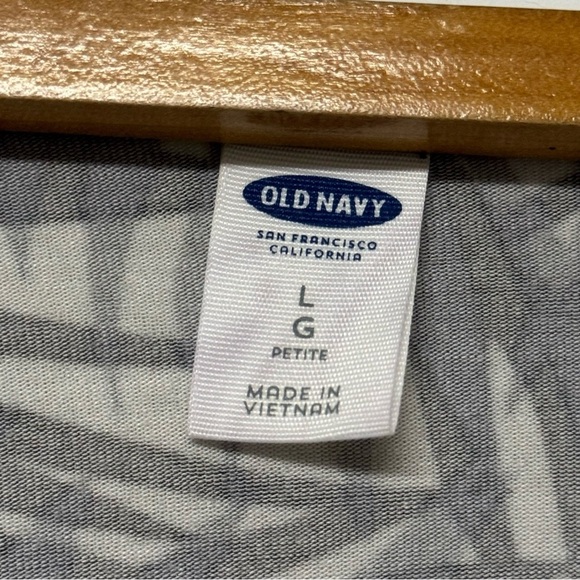 OLD NAVY
SAN FRANCISCO
CALIFORNIA
L
G
PETITE
MADE IN
VIETNAM